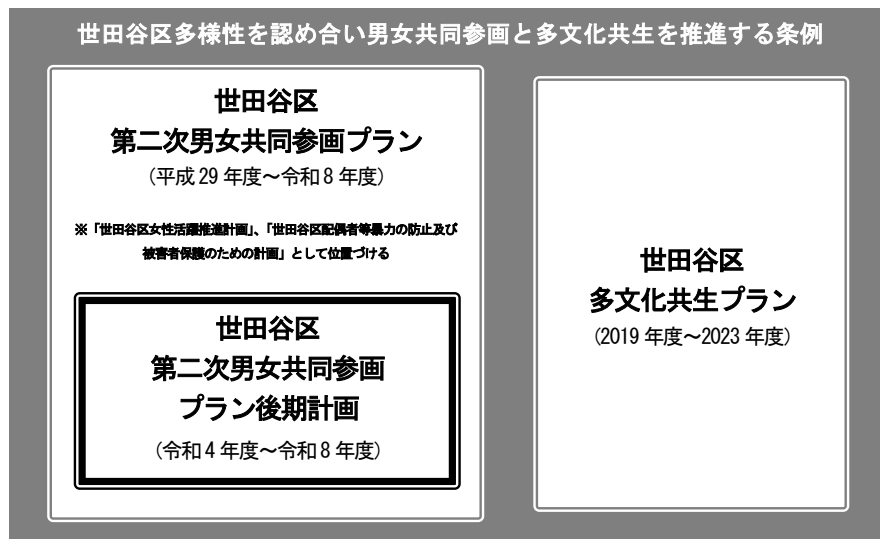 世田谷区多様性を認め合い男女共同参画と多文化共生を推進する条例
世田谷区
第二次男女共同参画プラン
（平成29年度～令和8年度）
※「世田谷区女性活躍推進計画」、「世田谷区配偶者等暴力の防止及び
被害者保護のための計画」として位置づける
世田谷区
第二次男女共同参画
プラン後期計画
（令和4年度～令和8年度）
世田谷区
多文化共生プラン
（2019年度～2023年度）